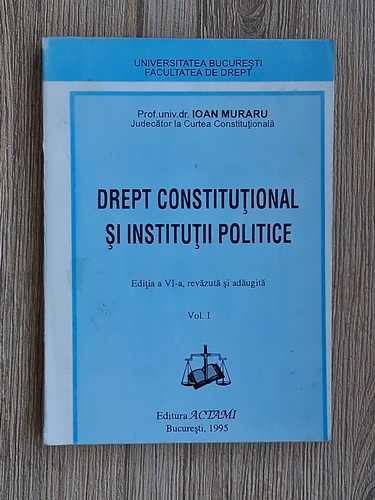 UNIVERSITATEA BUCUREŞTI
FACULTATEA DE DREPT
Prof.univ.dr. IOAN MURARU
Judecător la Curtea Constituţională
DREPT CONSTITUŢIONAL
ŞI INSTITUŢII POLITICE
Ediţia a VI-a, revăzută şi adăugită
Vol. I
Editura ACTAMI
Bucureşti, 1995